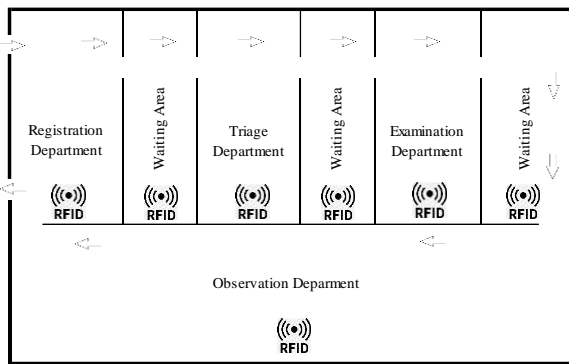 Registration
Department
Waiting Area
Triage
Department
Waiting Area
Examination
Department
Waiting Area
RFID
RFID
RFID
RFID
RFID
RFID
Observation Deparment
RFID